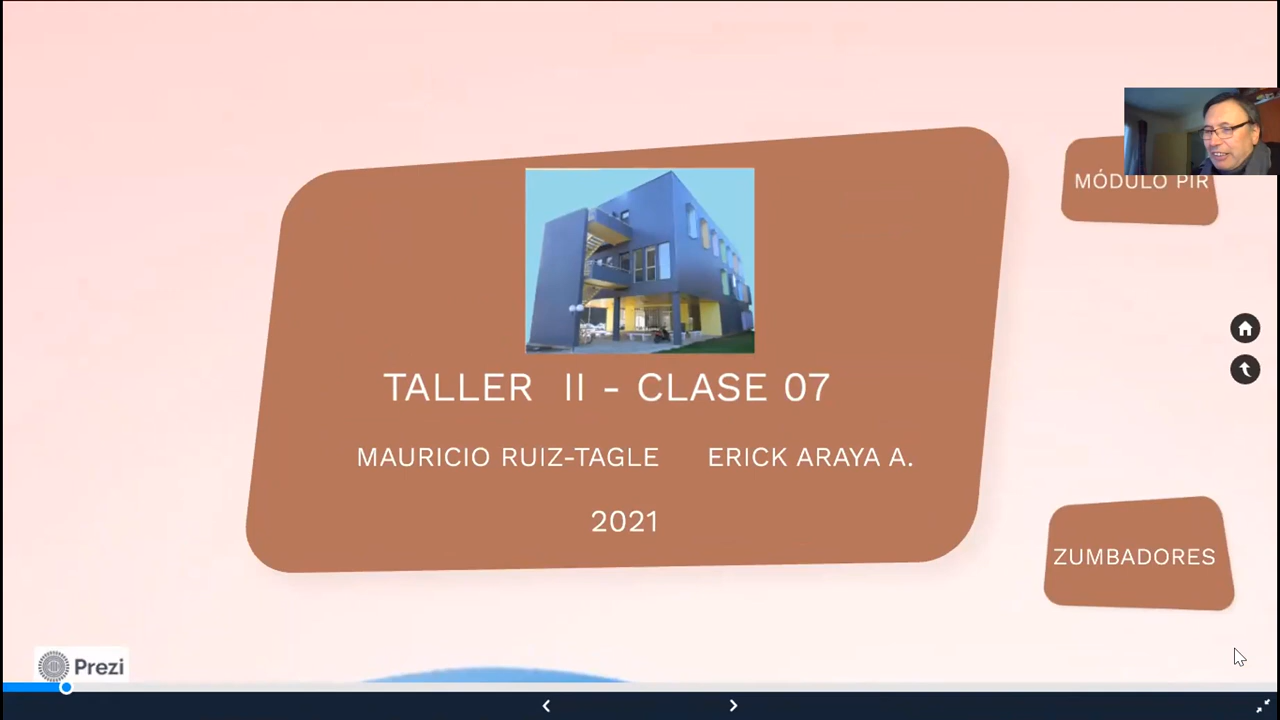 MÓDULO PIR
TALLER II - CLASE 07
MAURICIO RUIZ-TAGLE ERICK ARAYA A.
2021
ZUMBADORES
Prezi